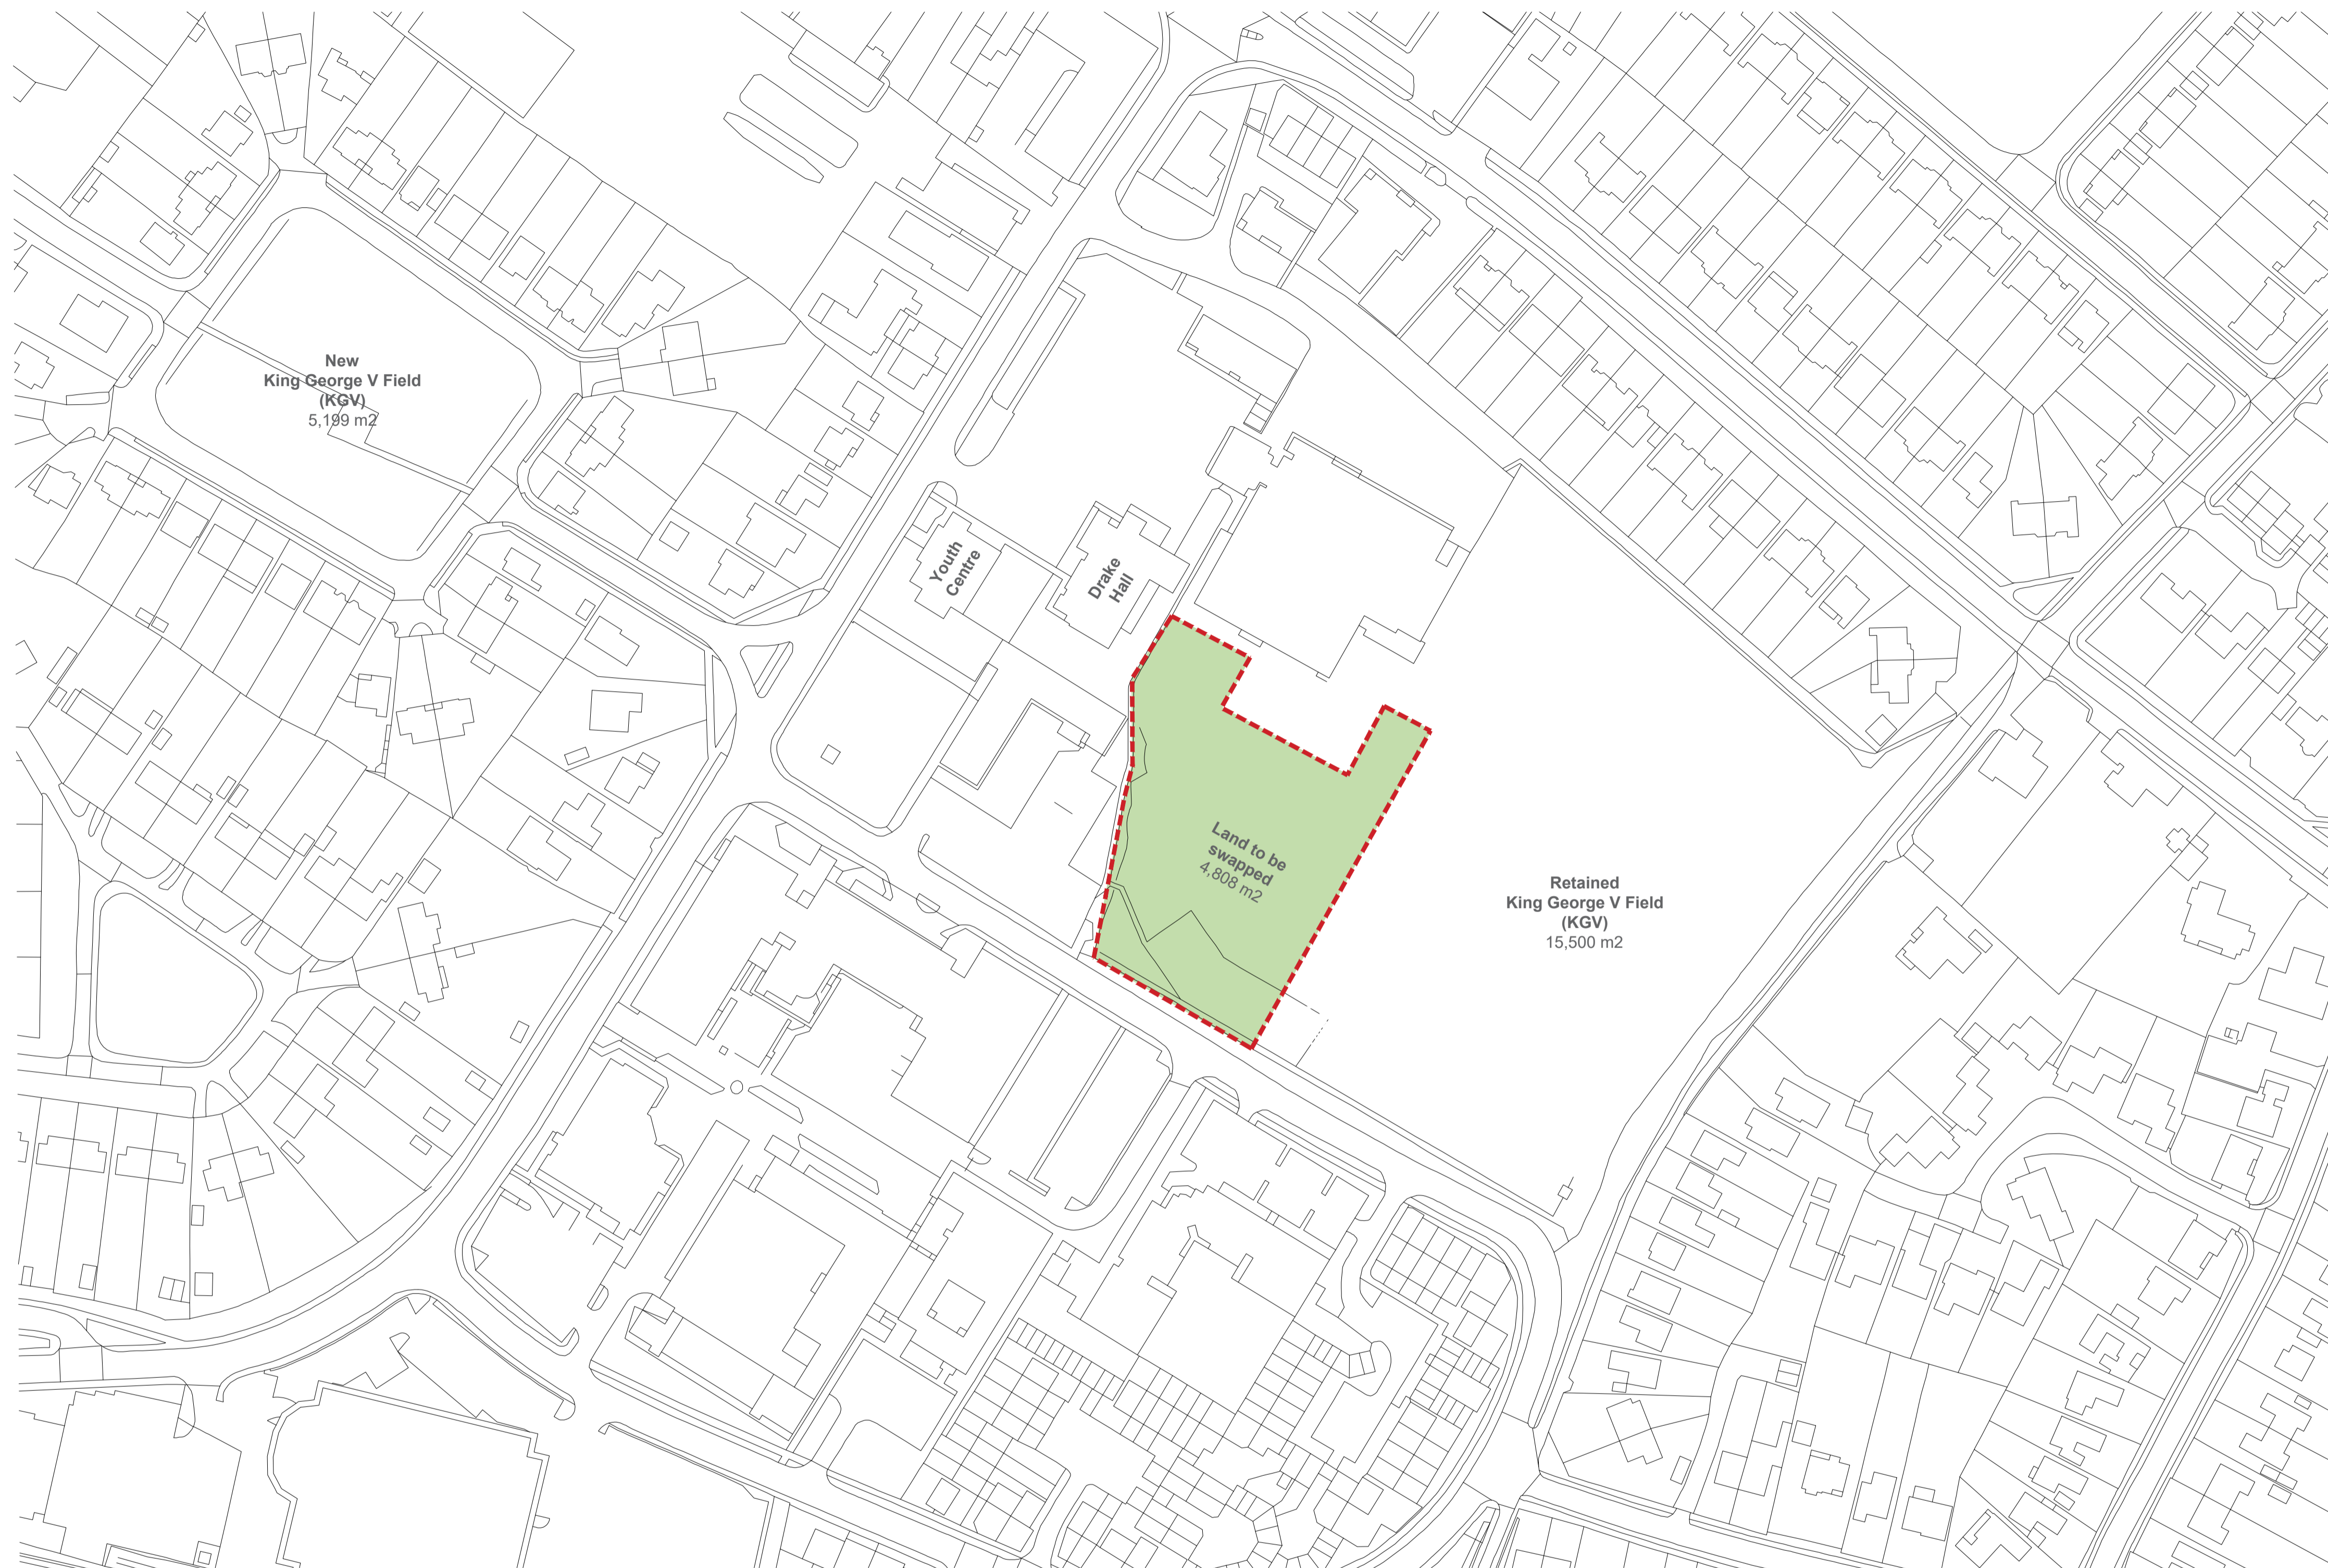 New
King George V Field
(KGV)
5,199 m2
Youth
Centre
Drake
Hall
Land to be
swapped
4,808 m2
Retained
King George V Field
(KGV)
15,500 m2